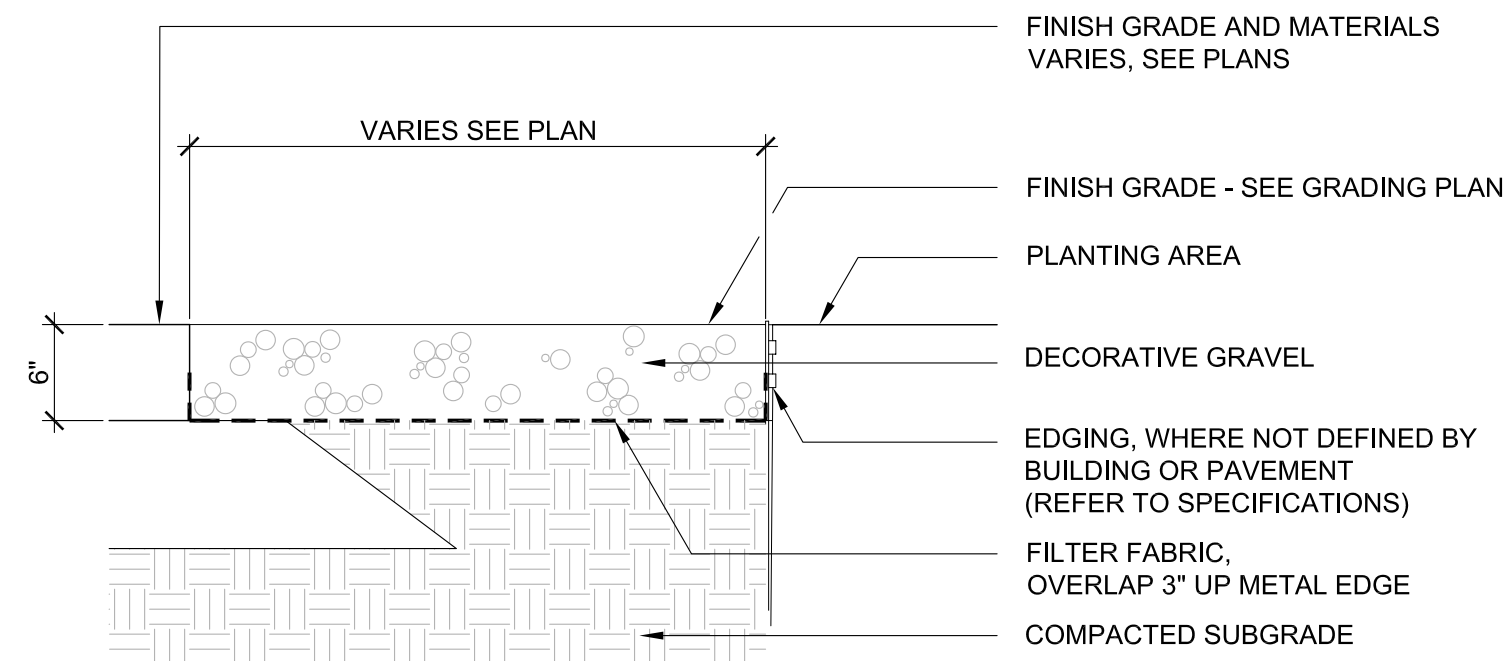 FINISH GRADE AND MATERIALS
VARIES, SEE PLANS
VARIES SEE PLAN
FINISH GRADE - SEE GRADING PLAN
PLANTING AREA
6"
DECORATIVE GRAVEL
EDGING, WHERE NOT DEFINED BY
BUILDING OR PAVEMENT
(REFER TO SPECIFICATIONS)
FILTER FABRIC,
OVERLAP 3" UP METAL EDGE
COMPACTED SUBGRADE